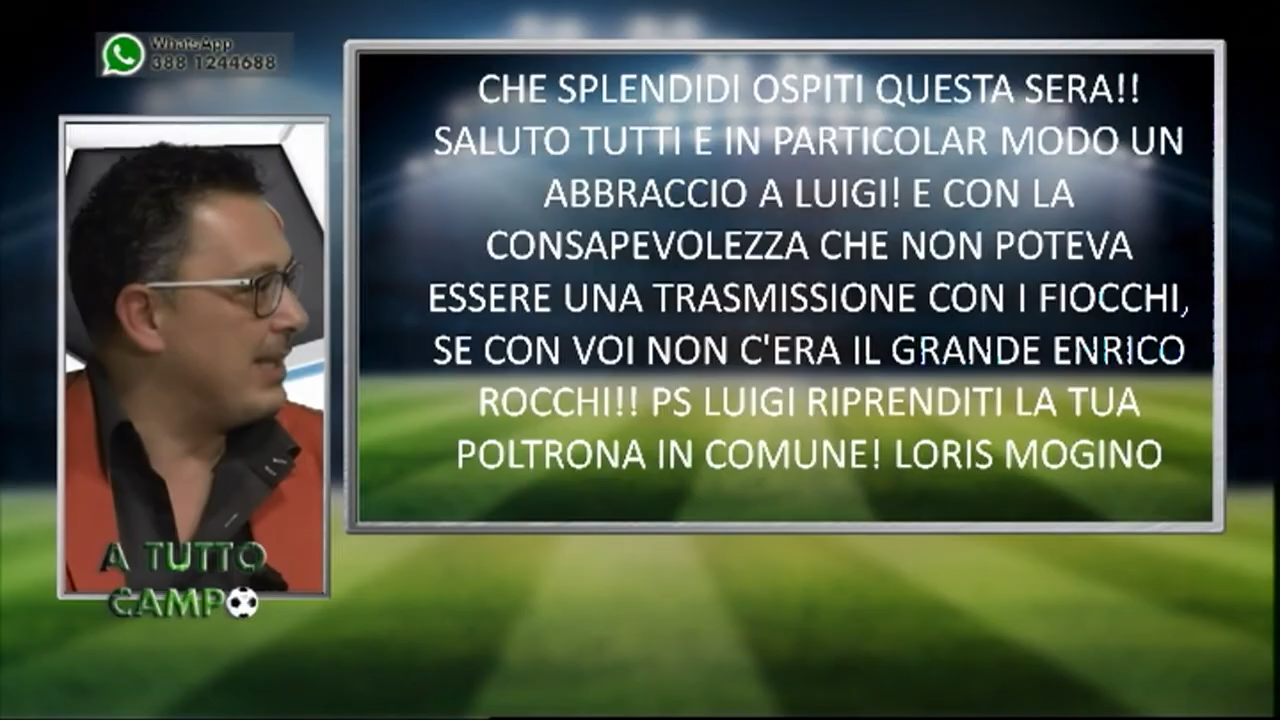 WhatsApp
388 1244688
CHE SPLENDIDI OSPITI QUESTA SERA!!
SALUTO TUTTI E IN PARTICOLAR MODO UN
ABBRACCIO A LUIGI! E CON LA
CONSAPEVOLEZZA CHE NON POTEVA
ESSERE UNA TRASMISSIONE CON I FIOCCHI,
SE CON VOI NON C'ERA IL GRANDE ENRICO
ROCCHI!! PS LUIGI RIPRENDITI LA TUA
POLTRONA IN COMUNE! LORIS MOGINO
A TUTTO
CAMPO